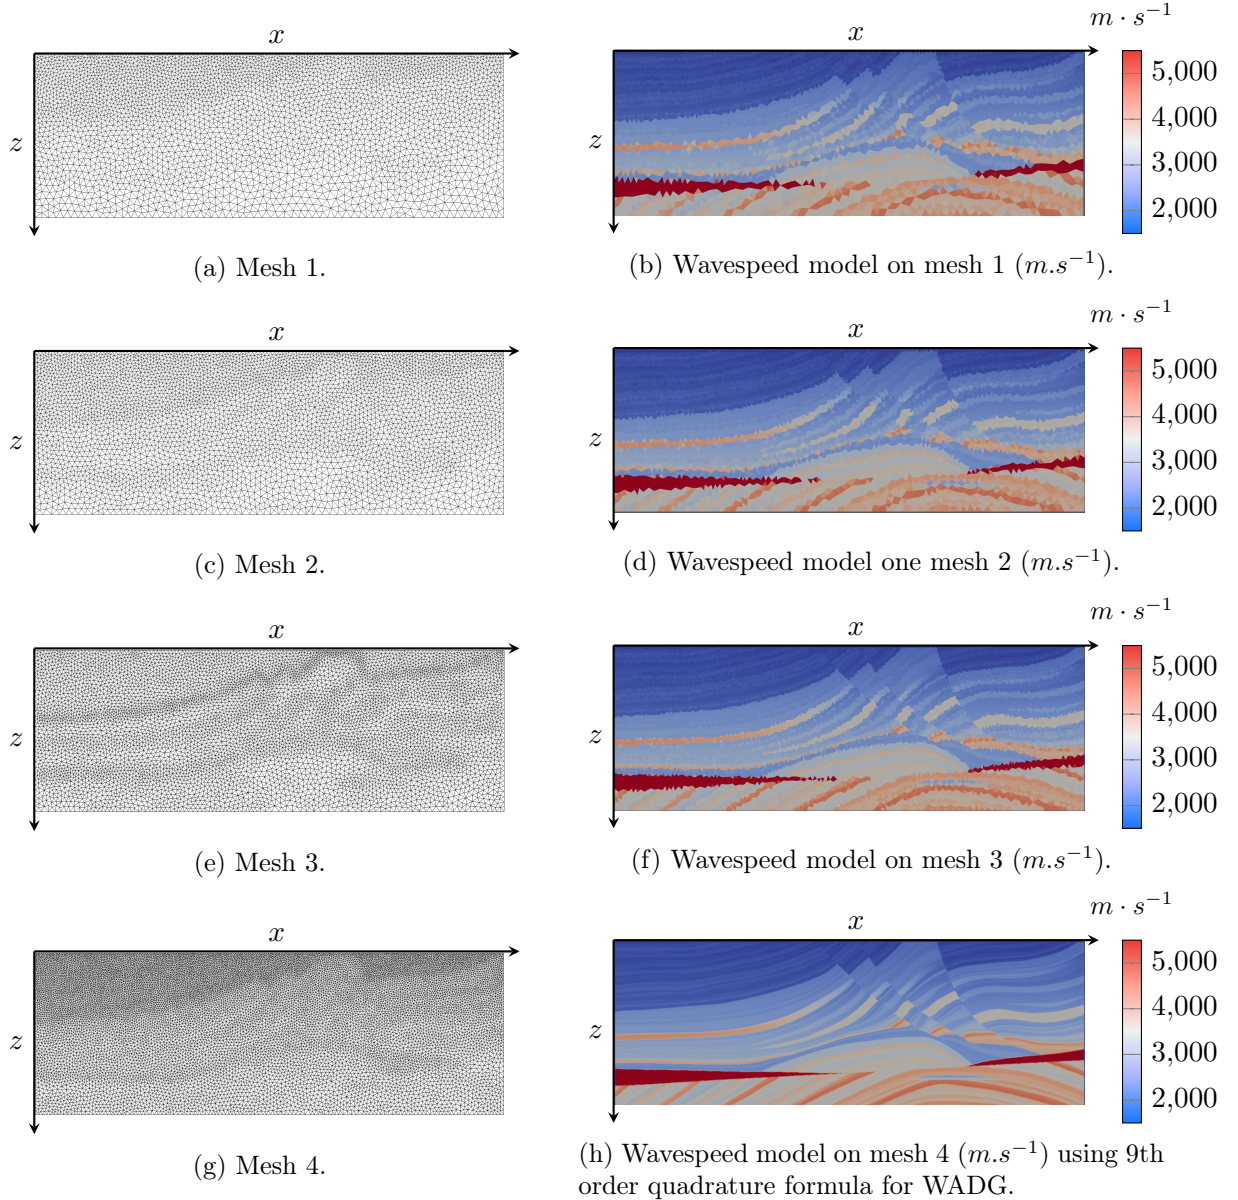 x
z
(a) Mesh 1.
m · s⁻¹
x
z
5,000
4,000
3,000
2,000
(b) Wavespeed model on mesh 1 (m.s⁻¹).
x
z
(c) Mesh 2.
m · s⁻¹
x
z
5,000
4,000
3,000
2,000
(d) Wavespeed model one mesh 2 (m.s⁻¹).
x
z
(e) Mesh 3.
m · s⁻¹
x
z
5,000
4,000
3,000
2,000
(f) Wavespeed model on mesh 3 (m.s⁻¹).
x
z
(g) Mesh 4.
m · s⁻¹
x
z
5,000
4,000
3,000
2,000
(h) Wavespeed model on mesh 4 (m.s⁻¹) using 9th
order quadrature formula for WADG.